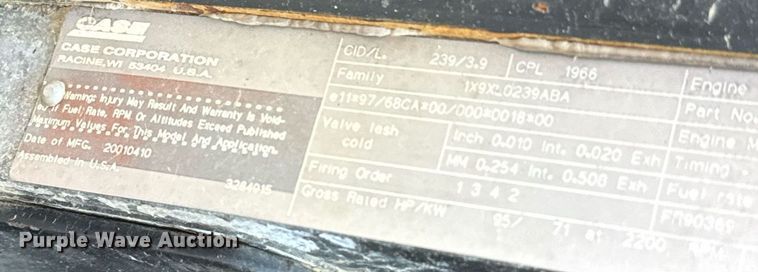 CASE
CASE CORPORATION
RACINE, WI 53404 U.S.A.
Warning: Injury May Result And Warranty Is Void-
ed If Fuel Rate, RPM Or Altitudes Exceed Published
Maximum Values For This Model And Application.
Date of MFG. 20010410
Assembled in U.S.A.
3284015
CID/L. 239/3.9 CPL 1966 Engine
Family 1X9XL0239ABA Part No
e11*97/68CA*00/000*0018*00 Engine M
Valve lash cold Inch 0.010 Int. 0.020 Exh Timing
MM 0.254 Int. 0.508 Exh Fuel rate
Firing Order 1 3 4 2
Gross Rated HP/KW 95/ 71 at 2200
Purple Wave Auction